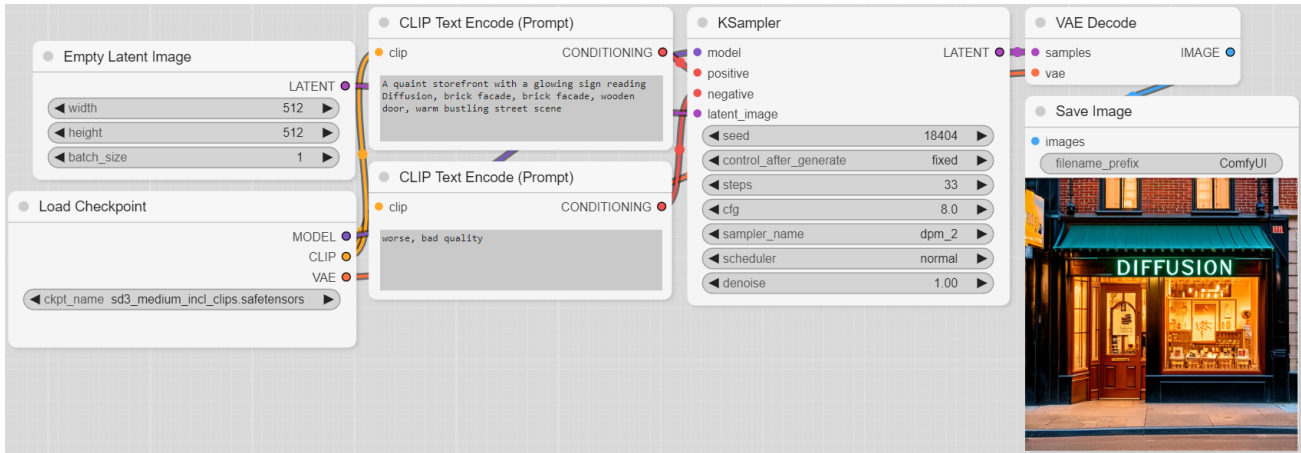 Empty Latent Image
LATENT
width 512
height 512
batch_size 1
Load Checkpoint
MODEL
CLIP
VAE
ckpt_name sd3_medium_incl_clips.safetensors
CLIP Text Encode (Prompt)
clip CONDITIONING
A quaint storefront with a glowing sign reading
Diffusion, brick facade, brick facade, wooden
door, warm bustling street scene
CLIP Text Encode (Prompt)
clip CONDITIONING
worse, bad quality
KSampler
model LATENT
positive
negative
latent_image
seed 18404
control_after_generate fixed
steps 33
cfg 8.0
sampler_name dpm_2
scheduler normal
denoise 1.00
VAE Decode
samples IMAGE
vae
Save Image
images
filename_prefix ComfyUI
DIFFUSION